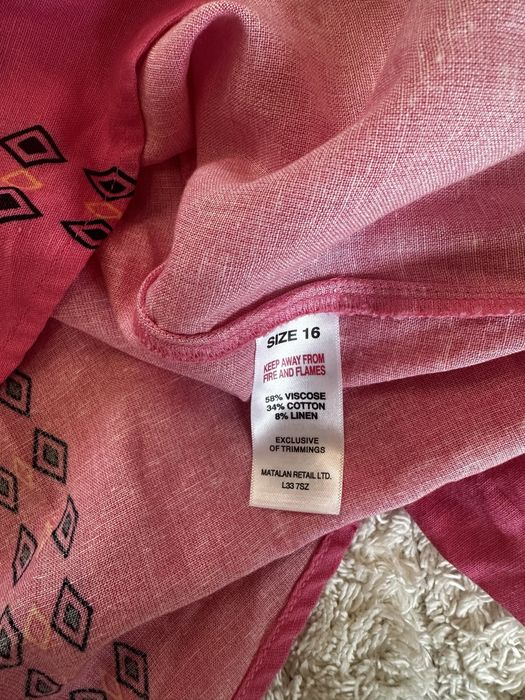 SIZE 16
KEEP AWAY FROM
FIRE AND FLAMES
58% VISCOSE
34% COTTON
8% LINEN
EXCLUSIVE
OF TRIMMINGS
MATALAN RETAIL LTD.
L33 7SZ